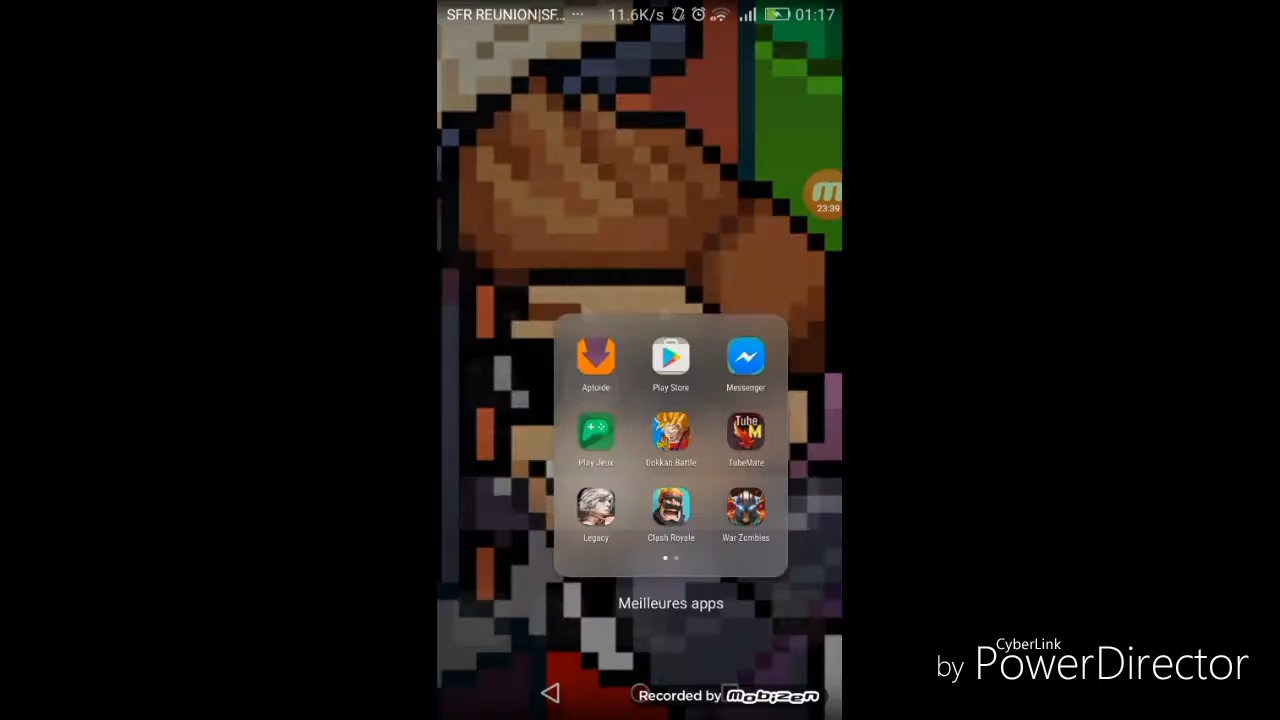 SFR REUNION|SF... ... 11.6K/s 01:17
23:39
Aptoide Play Store Messenger
Tube M
Play Jeux Dokkan Battle TubeMate
Legacy Clash Royale War Zombies
Meilleures apps
CyberLink
by PowerDirector
Recorded by mobizen